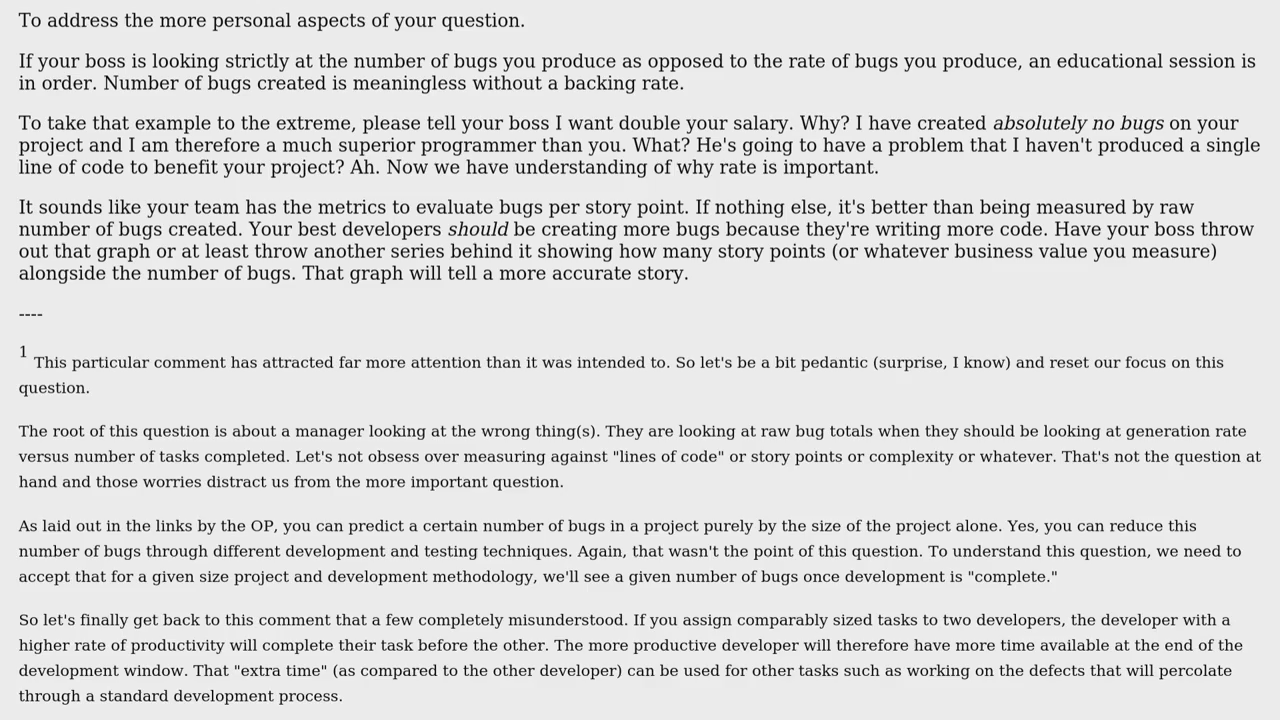 To address the more personal aspects of your question.
If your boss is looking strictly at the number of bugs you produce as opposed to the rate of bugs you produce, an educational session is
in order. Number of bugs created is meaningless without a backing rate.
To take that example to the extreme, please tell your boss I want double your salary. Why? I have created absolutely no bugs on your
project and I am therefore a much superior programmer than you. What? He's going to have a problem that I haven't produced a single
line of code to benefit your project? Ah. Now we have understanding of why rate is important.
It sounds like your team has the metrics to evaluate bugs per story point. If nothing else, it's better than being measured by raw
number of bugs created. Your best developers should be creating more bugs because they're writing more code. Have your boss throw
out that graph or at least throw another series behind it showing how many story points (or whatever business value you measure)
alongside the number of bugs. That graph will tell a more accurate story.
----
1 This particular comment has attracted far more attention than it was intended to. So let's be a bit pedantic (surprise, I know) and reset our focus on this
question.
The root of this question is about a manager looking at the wrong thing(s). They are looking at raw bug totals when they should be looking at generation rate
versus number of tasks completed. Let's not obsess over measuring against "lines of code" or story points or complexity or whatever. That's not the question at
hand and those worries distract us from the more important question.
As laid out in the links by the OP, you can predict a certain number of bugs in a project purely by the size of the project alone. Yes, you can reduce this
number of bugs through different development and testing techniques. Again, that wasn't the point of this question. To understand this question, we need to
accept that for a given size project and development methodology, we'll see a given number of bugs once development is "complete."
So let's finally get back to this comment that a few completely misunderstood. If you assign comparably sized tasks to two developers, the developer with a
higher rate of productivity will complete their task before the other. The more productive developer will therefore have more time available at the end of the
development window. That "extra time" (as compared to the other developer) can be used for other tasks such as working on the defects that will percolate
through a standard development process.